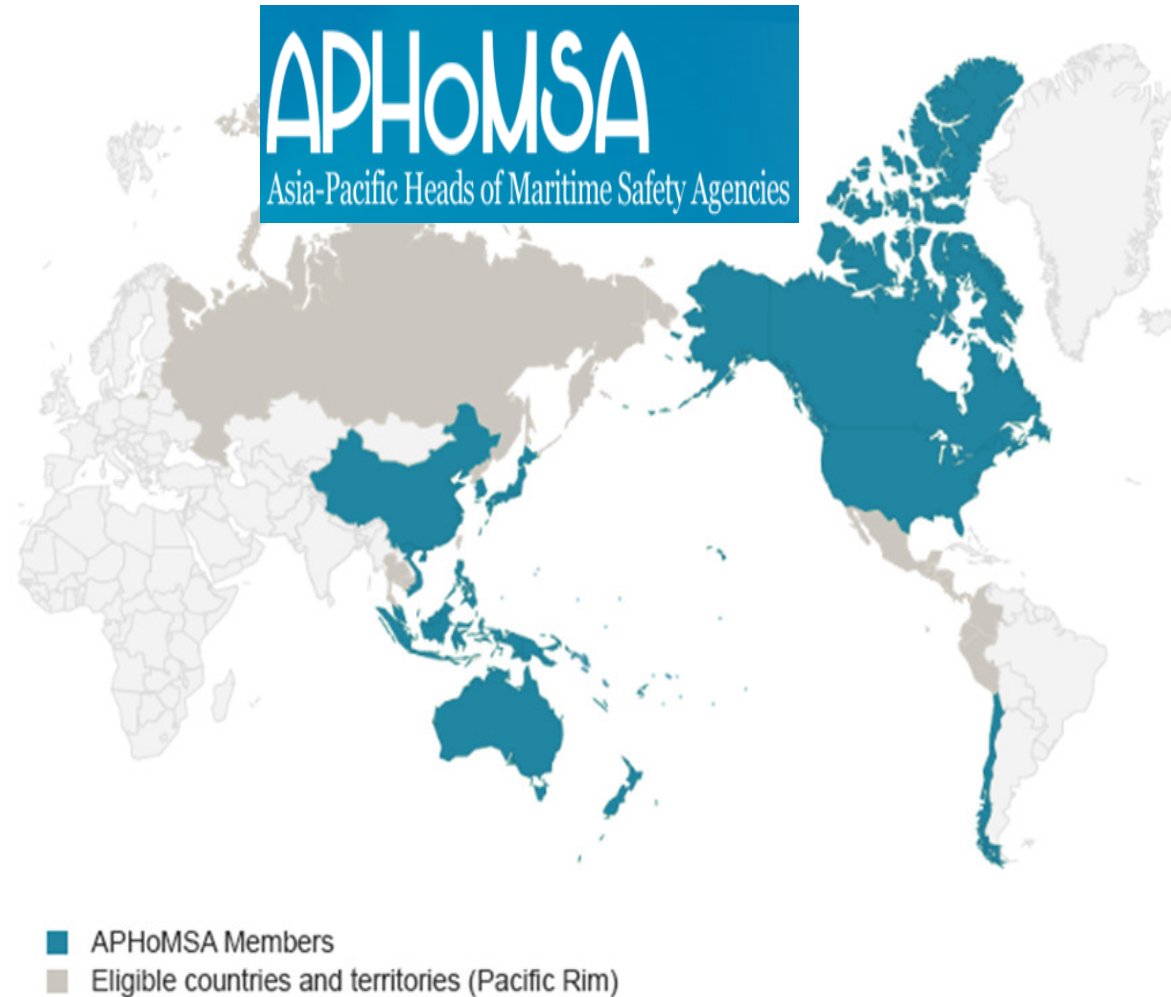 APHoMSA
Asia-Pacific Heads of Maritime Safety Agencies
APHoMSA Members
Eligible countries and territories (Pacific Rim)